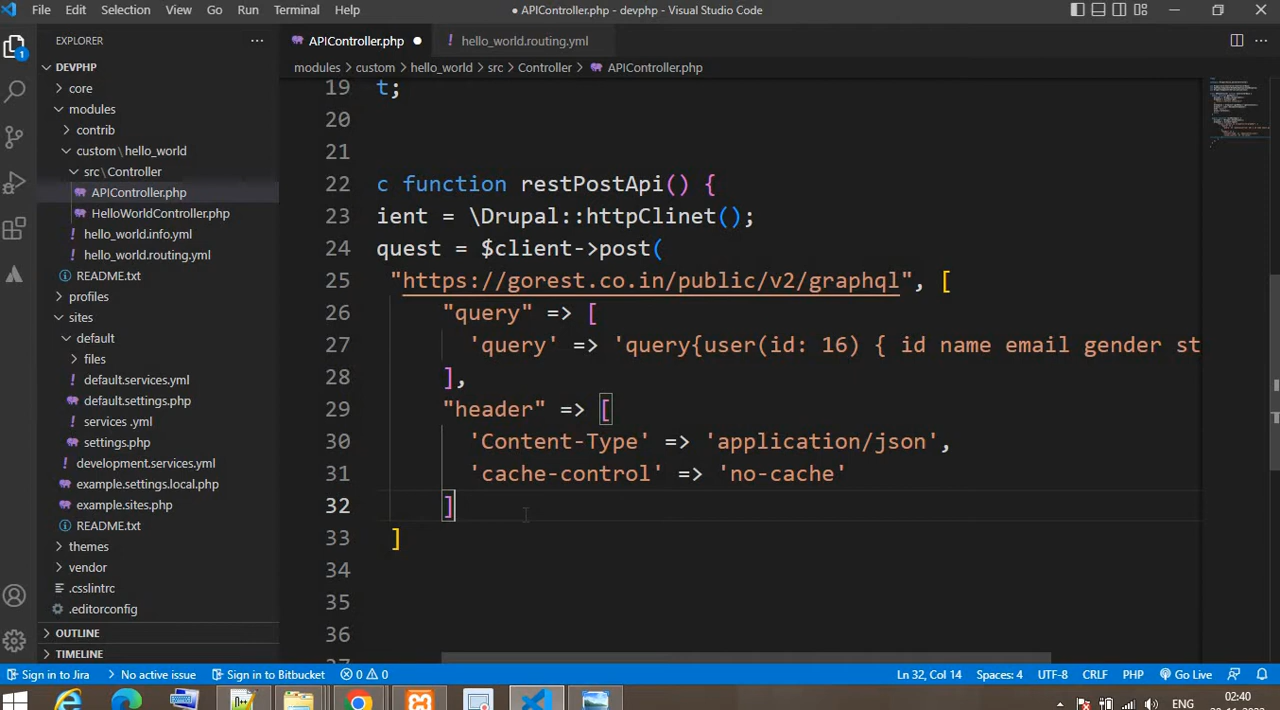 File Edit Selection View Go Run Terminal Help ● APIController.php - devphp - Visual Studio Code
EXPLORER ...
APIController.php ●
! hello_world.routing.yml
modules > custom > hello_world > src > Controller > APIController.php
1
DEVPHP
core
modules
contrib
custom\hello_world
src\Controller
APIController.php
HelloWorldController.php
! hello_world.info.yml
! hello_world.routing.yml
README.txt
profiles
sites
default
files
! default.services.yml
default.settings.php
! services .yml
settings.php
! development.services.yml
example.settings.local.php
example.sites.php
README.txt
themes
vendor
.csslintrc
.editorconfig
OUTLINE
TIMELINE
19 t;
20
21
22 c function restPostApi() {
23 ient = \Drupal::httpClinet();
24 quest = $client->post(
25 "https://gorest.co.in/public/v2/graphql", [
26 "query" => [
27 'query' => 'query{user(id: 16) { id name email gender st
28 ],
29 "header" => [
30 'Content-Type' => 'application/json',
31 'cache-control' => 'no-cache'
32 ]
33 ]
34
35
36
Sign in to Jira No active issue Sign in to Bitbucket 0 0 Ln 32, Col 14 Spaces: 4 UTF-8 CRLF PHP Go Live
ENG 02:40